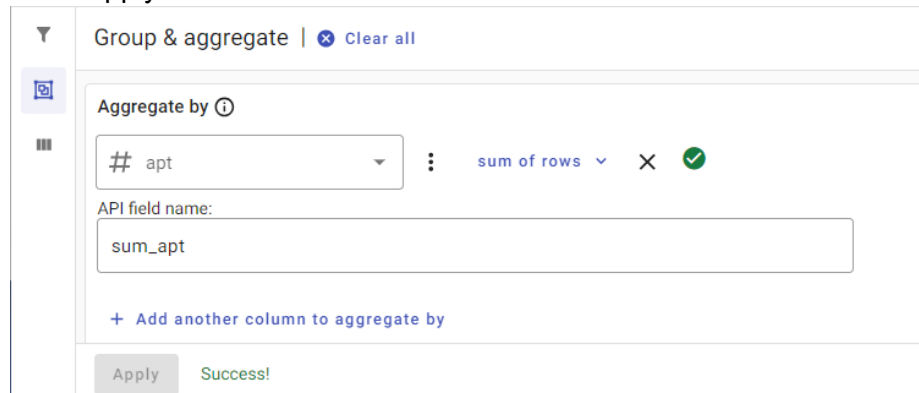 Group & aggregate | Clear all
Aggregate by
# apt
sum of rows
API field name:
sum_apt
+ Add another column to aggregate by
Apply Success!